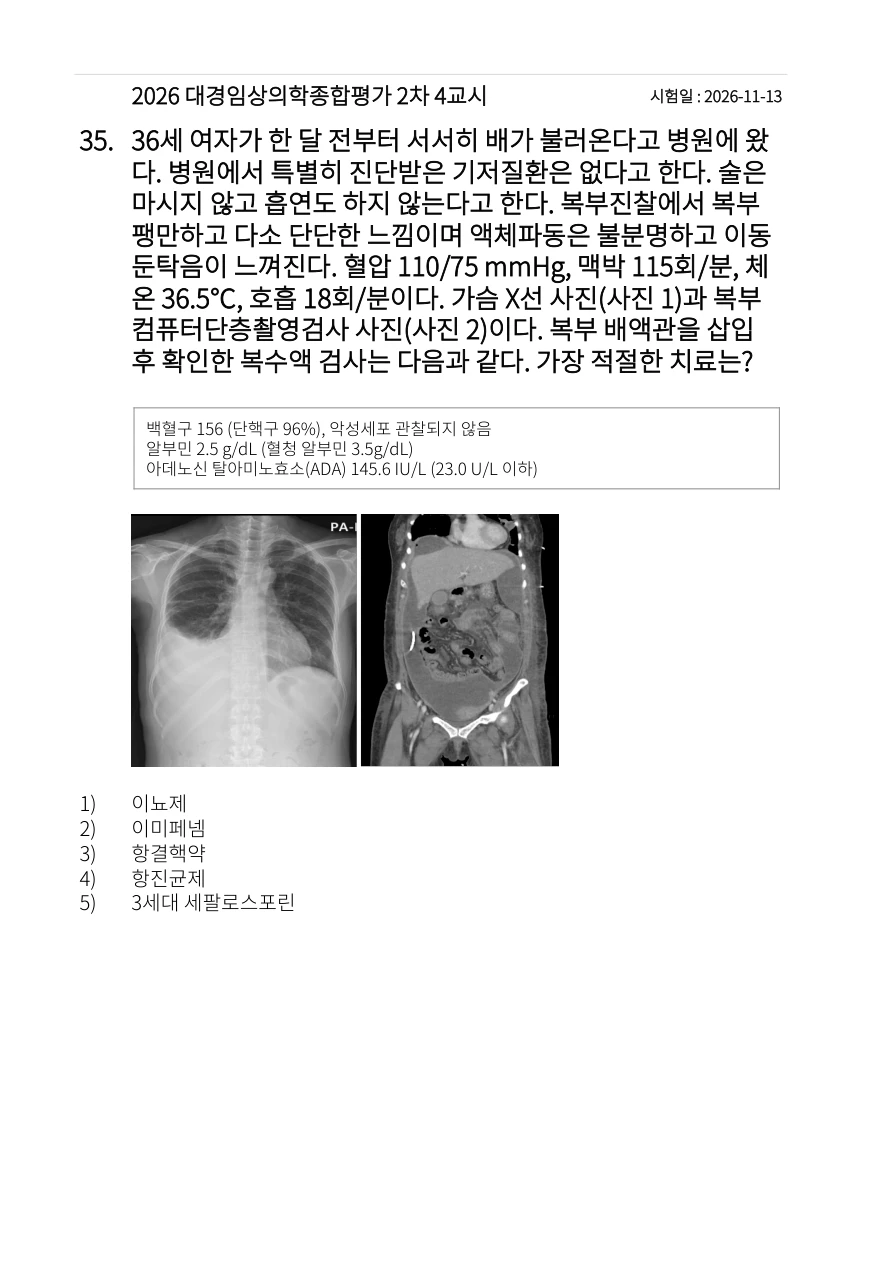 2026 대경임상의학종합평가 2차 4교시
시험일 : 2026-11-13
35. 36세 여자가 한 달 전부터 서서히 배가 불러온다고 병원에 왔
다. 병원에서 특별히 진단받은 기저질환은 없다고 한다. 술은
마시지 않고 흡연도 하지 않는다고 한다. 복부진찰에서 복부
팽만하고 다소 단단한 느낌이며 액체파동은 불분명하고 이동
둔탁음이 느껴진다. 혈압 110/75 mmHg, 맥박 115회/분, 체
온 36.5°C, 호흡 18회/분이다. 가슴 X선 사진(사진 1)과 복부
컴퓨터단층촬영검사 사진(사진 2)이다. 복부 배액관을 삽입
후 확인한 복수액 검사는 다음과 같다. 가장 적절한 치료는?
백혈구 156 (단핵구 96%), 악성세포 관찰되지 않음
알부민 2.5 g/dL (혈청 알부민 3.5g/dL)
아데노신 탈아미노효소(ADA) 145.6 IU/L (23.0 U/L 이하)
PA-
1) 이뇨제
2) 이미페넴
3) 항결핵약
4) 항진균제
5) 3세대 세팔로스포린